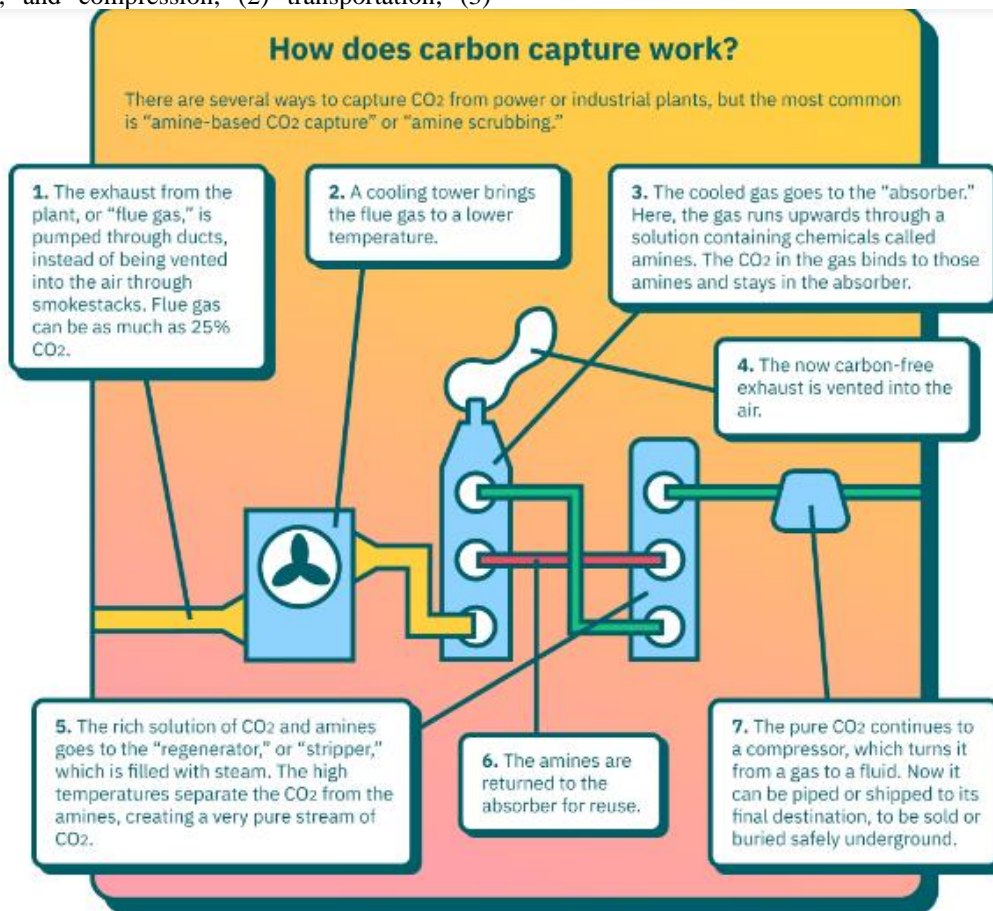 , and compression, (2) transportation, (3)
How does carbon capture work?
There are several ways to capture CO2 from power or industrial plants, but the most common
is “amine-based CO2 capture” or “amine scrubbing.”
1. The exhaust from the
plant, or “flue gas,” is
pumped through ducts,
instead of being vented
into the air through
smokestacks. Flue gas
can be as much as 25%
CO2.
2. A cooling tower brings
the flue gas to a lower
temperature.
3. The cooled gas goes to the “absorber.”
Here, the gas runs upwards through a
solution containing chemicals called
amines. The CO2 in the gas binds to those
amines and stays in the absorber.
4. The now carbon-free
exhaust is vented into the
air.
5. The rich solution of CO2 and amines
goes to the “regenerator,” or “stripper,”
which is filled with steam. The high
temperatures separate the CO2 from the
amines, creating a very pure stream of
CO2.
6. The amines are
returned to the
absorber for reuse.
7. The pure CO2 continues to
a compressor, which turns it
from a gas to a fluid. Now it
can be piped or shipped to its
final destination, to be sold or
buried safely underground.